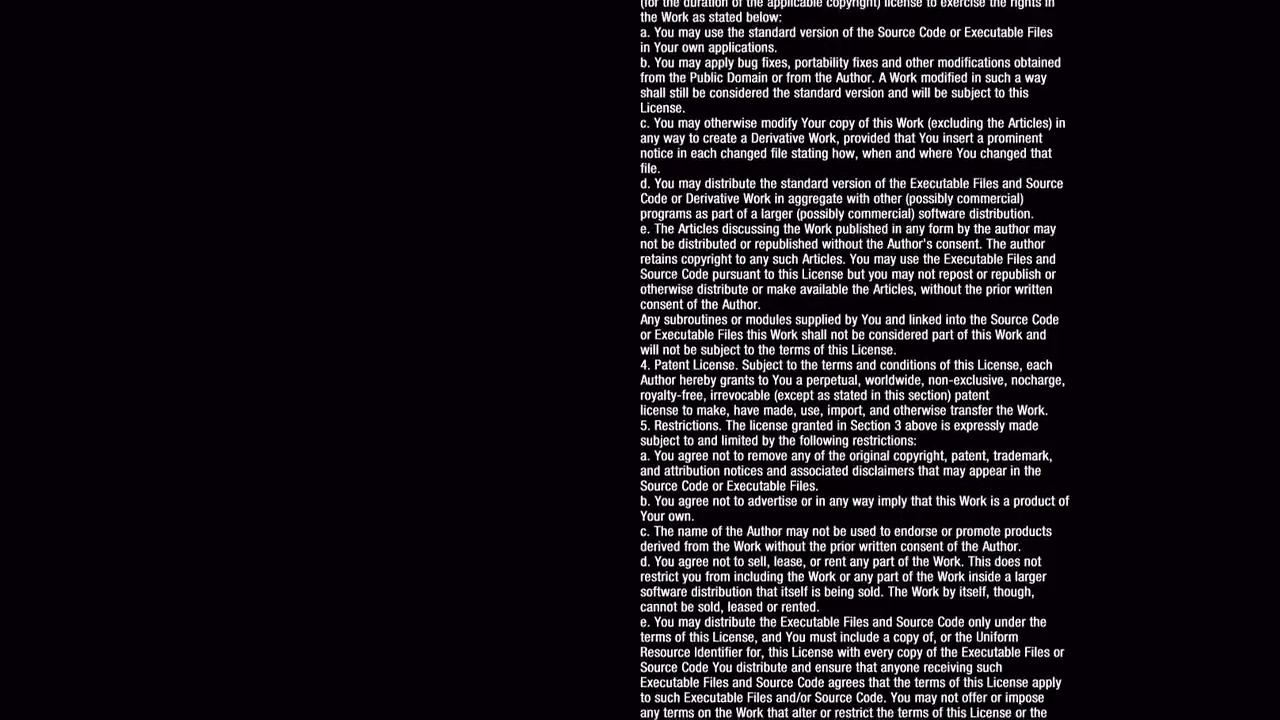 (for the duration of the applicable copyright) license to exercise the rights in
the Work as stated below:
a. You may use the standard version of the Source Code or Executable Files
in Your own applications.
b. You may apply bug fixes, portability fixes and other modifications obtained
from the Public Domain or from the Author. A Work modified in such a way
shall still be considered the standard version and will be subject to this
License.
c. You may otherwise modify Your copy of this Work (excluding the Articles) in
any way to create a Derivative Work, provided that You insert a prominent
notice in each changed file stating how, when and where You changed that
file.
d. You may distribute the standard version of the Executable Files and Source
Code or Derivative Work in aggregate with other (possibly commercial)
programs as part of a larger (possibly commercial) software distribution.
e. The Articles discussing the Work published in any form by the author may
not be distributed or republished without the Author's consent. The author
retains copyright to any such Articles. You may use the Executable Files and
Source Code pursuant to this License but you may not repost or republish or
otherwise distribute or make available the Articles, without the prior written
consent of the Author.
Any subroutines or modules supplied by You and linked into the Source Code
or Executable Files this Work shall not be considered part of this Work and
will not be subject to the terms of this License.
4. Patent License. Subject to the terms and conditions of this License, each
Author hereby grants to You a perpetual, worldwide, non-exclusive, nocharge,
royalty-free, irrevocable (except as stated in this section) patent
license to make, have made, use, import, and otherwise transfer the Work.
5. Restrictions. The license granted in Section 3 above is expressly made
subject to and limited by the following restrictions:
a. You agree not to remove any of the original copyright, patent, trademark,
and attribution notices and associated disclaimers that may appear in the
Source Code or Executable Files.
b. You agree not to advertise or in any way imply that this Work is a product of
Your own.
c. The name of the Author may not be used to endorse or promote products
derived from the Work without the prior written consent of the Author.
d. You agree not to sell, lease, or rent any part of the Work. This does not
restrict you from including the Work or any part of the Work inside a larger
software distribution that itself is being sold. The Work by itself, though,
cannot be sold, leased or rented.
e. You may distribute the Executable Files and Source Code only under the
terms of this License, and You must include a copy of, or the Uniform
Resource Identifier for, this License with every copy of the Executable Files or
Source Code You distribute and ensure that anyone receiving such
Executable Files and Source Code agrees that the terms of this License apply
to such Executable Files and/or Source Code. You may not offer or impose
any terms on the Work that alter or restrict the terms of this License or the